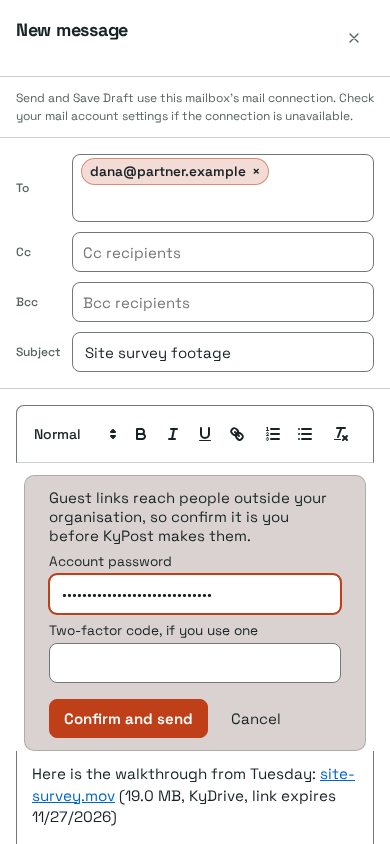 New message
×
Send and Save Draft use this mailbox's mail connection. Check
your mail account settings if the connection is unavailable.
To
dana@partner.example ×
Cc
Cc recipients
Bcc
Bcc recipients
Subject
Site survey footage
Normal
B I U
Guest links reach people outside your
organisation, so confirm it is you
before KyPost makes them.
Account password
•••••••••••••••••••••••••••••••
Two-factor code, if you use one
Confirm and send
Cancel
Here is the walkthrough from Tuesday: site-
survey.mov (19.0 MB, KyDrive, link expires
11/27/2026)